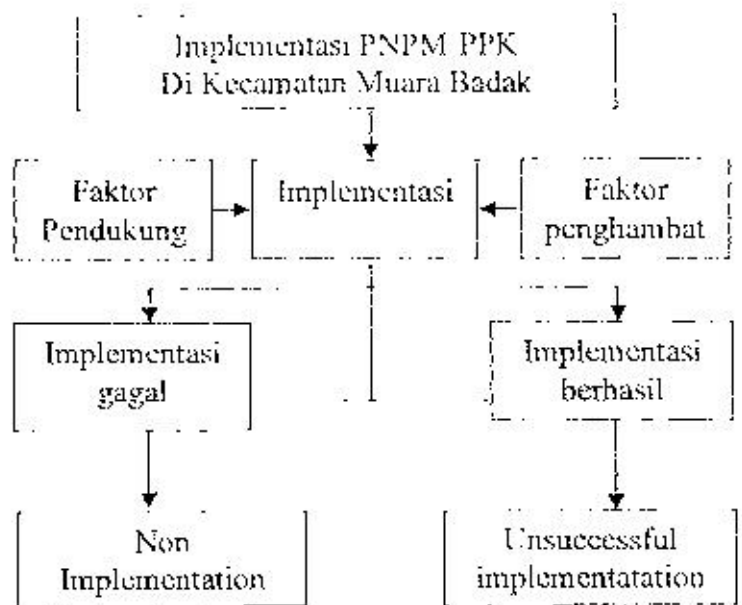 Implementasi PNPM PPK
Di Kecamatan Muara Badak
Faktor
Pendukung
Implementasi
Faktor
penghambat
Implementasi
gagal
Implementasi
berhasil
Non
Implementation
Unsuccessful
implementatation